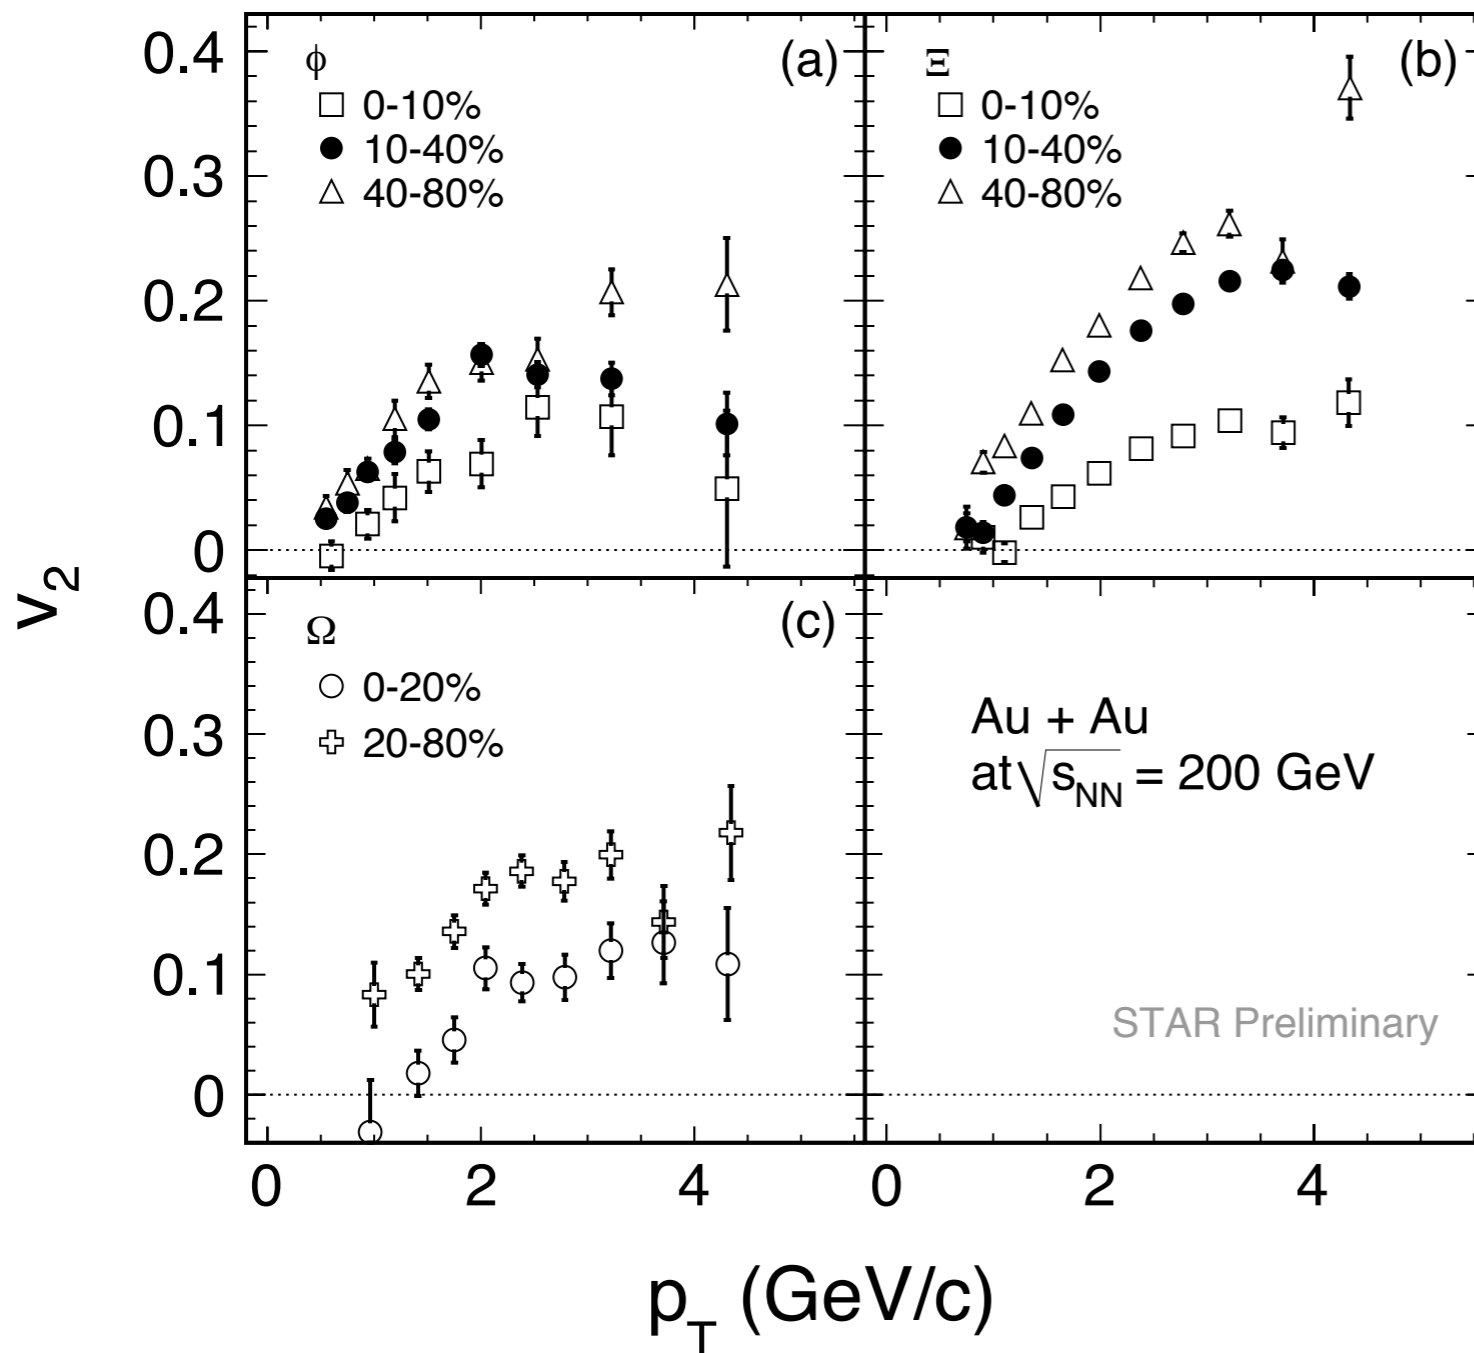 0.4
0.3
0.2
0.1
0
ϕ
0-10%
10-40%
40-80%
(a)
Ξ
0-10%
10-40%
40-80%
(b)
v2
0.4
0.3
0.2
0.1
0
Ω
0-20%
20-80%
(c)
Au + Au
at √sNN = 200 GeV
STAR Preliminary
0 2 4
0 2 4
pT (GeV/c)